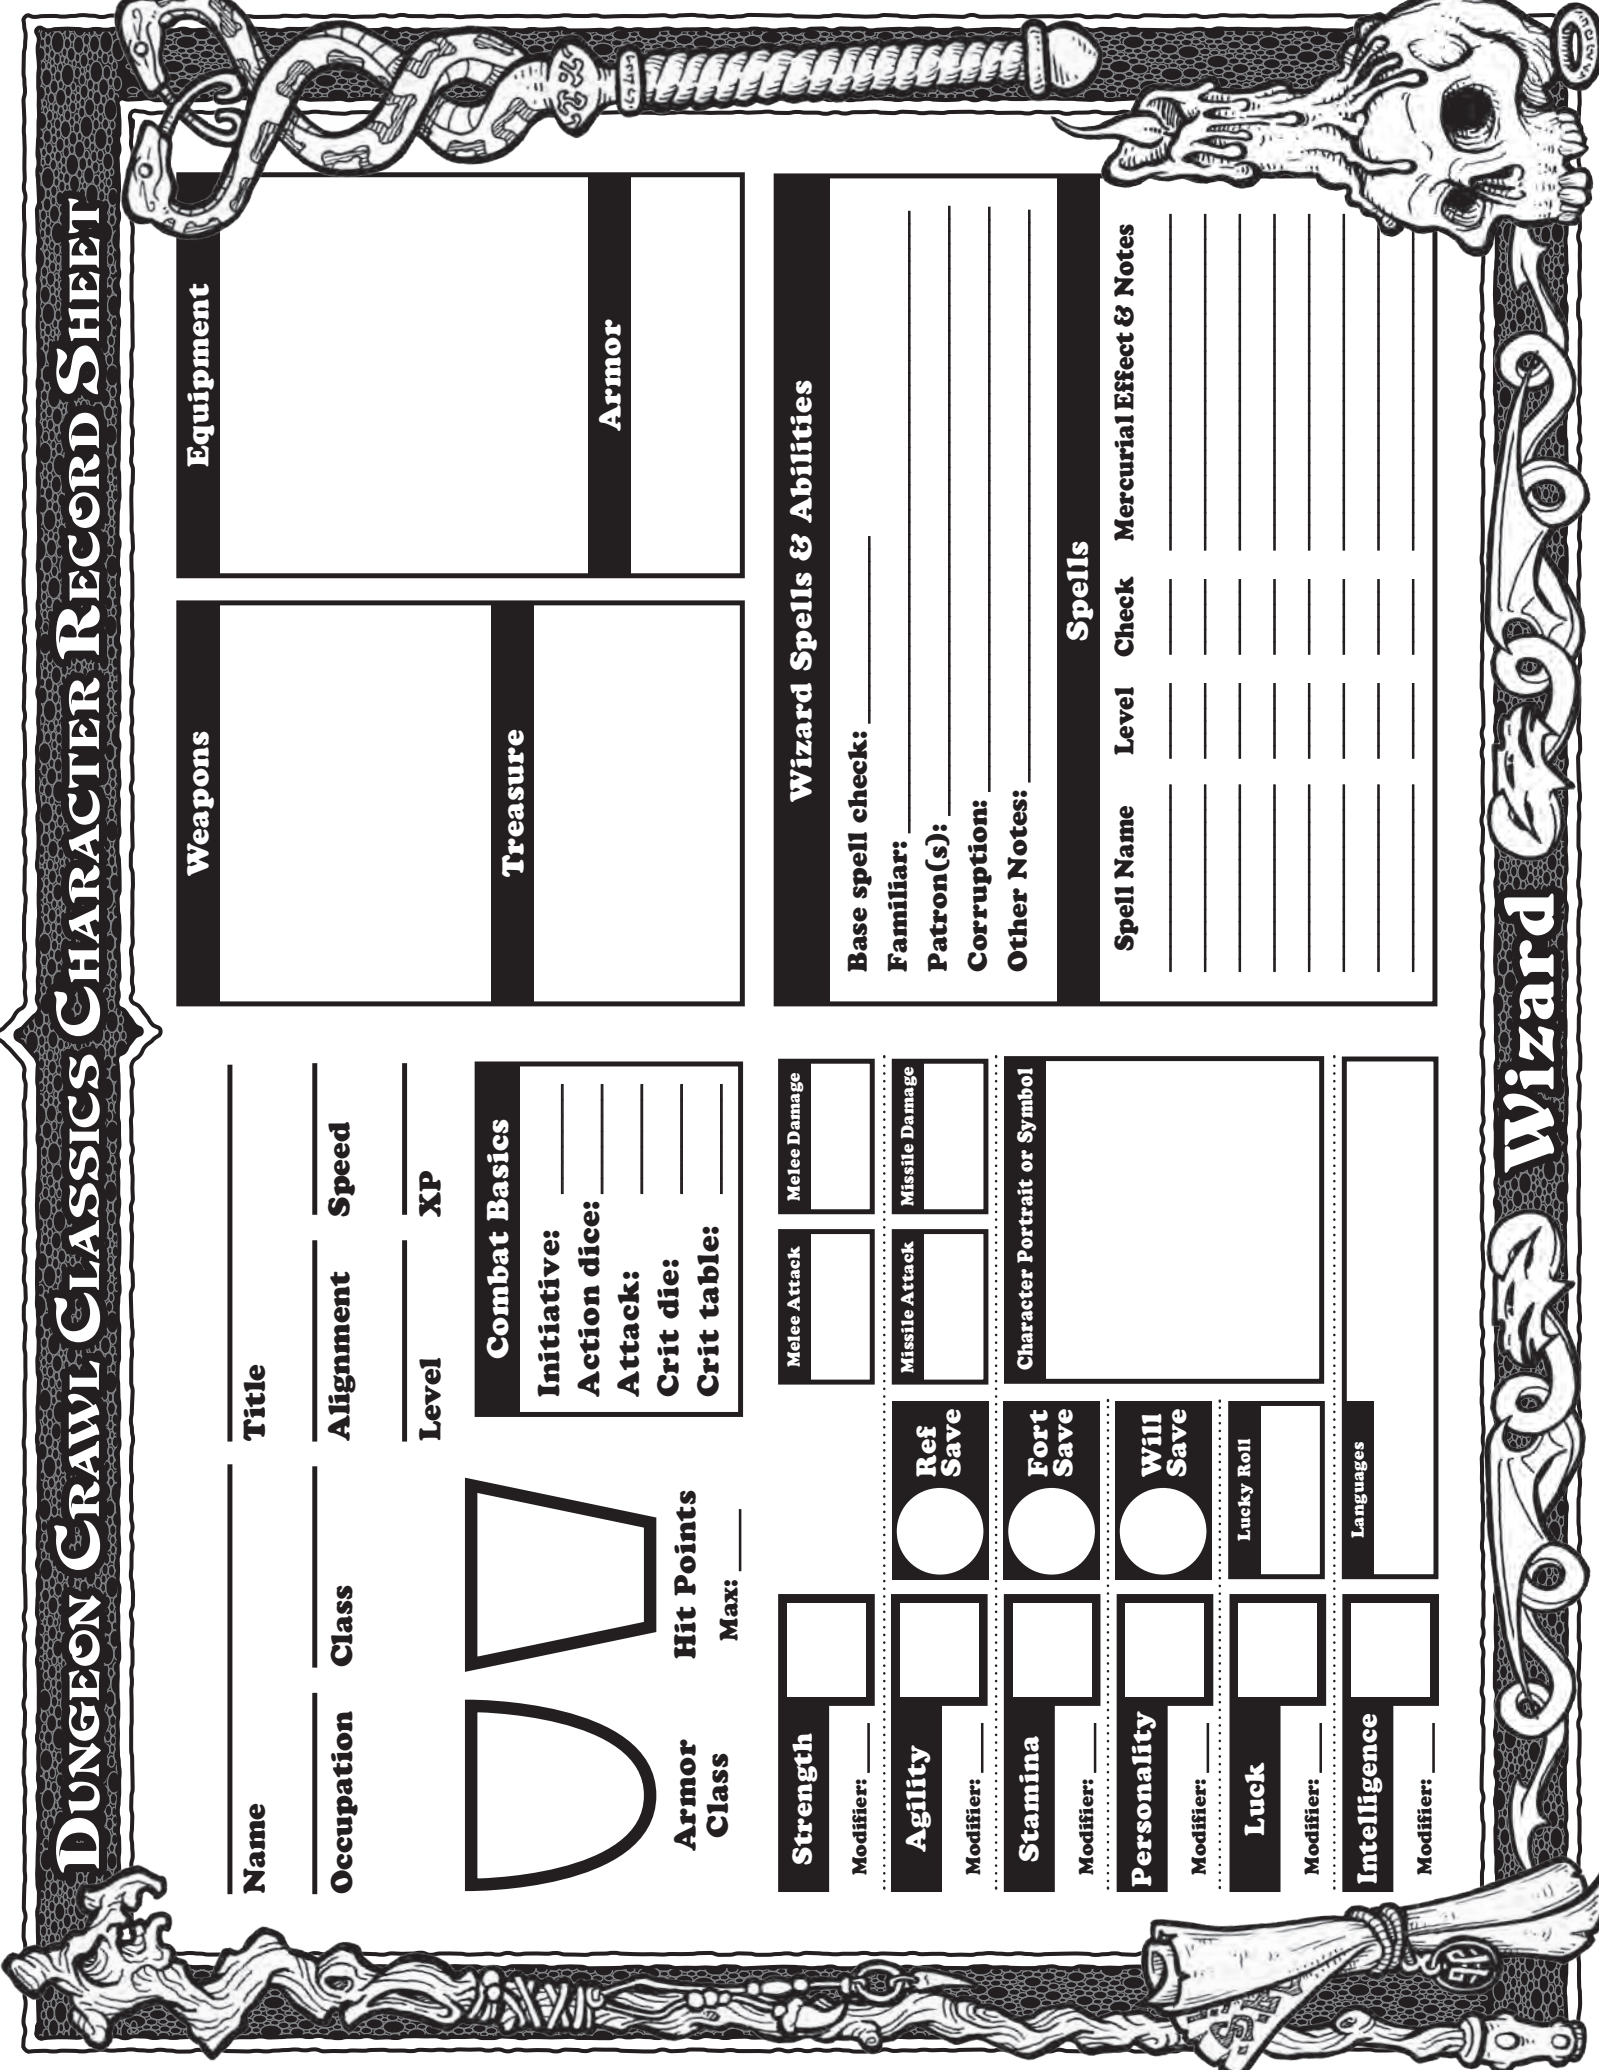 Dungeon Crawl Classics Character Record Sheet
Name
Title
Occupation
Class
Alignment
Speed
Level
XP
Armor
Class
Hit Points
Max:
Combat Basics
Initiative:
Action dice:
Attack:
Crit die:
Crit table:
Strength
Modifier:
Melee Attack
Melee Damage
Agility
Modifier:
Ref
Save
Missile Attack
Missile Damage
Stamina
Modifier:
Fort
Save
Character Portrait or Symbol
Personality
Modifier:
Will
Save
Luck
Modifier:
Lucky Roll
Intelligence
Modifier:
Languages
Weapons
Treasure
Equipment
Armor
Wizard Spells & Abilities
Base spell check:
Familiar:
Patron(s):
Corruption:
Other Notes:
Spells
Spell Name Level Check Mercurial Effect & Notes
Wizard